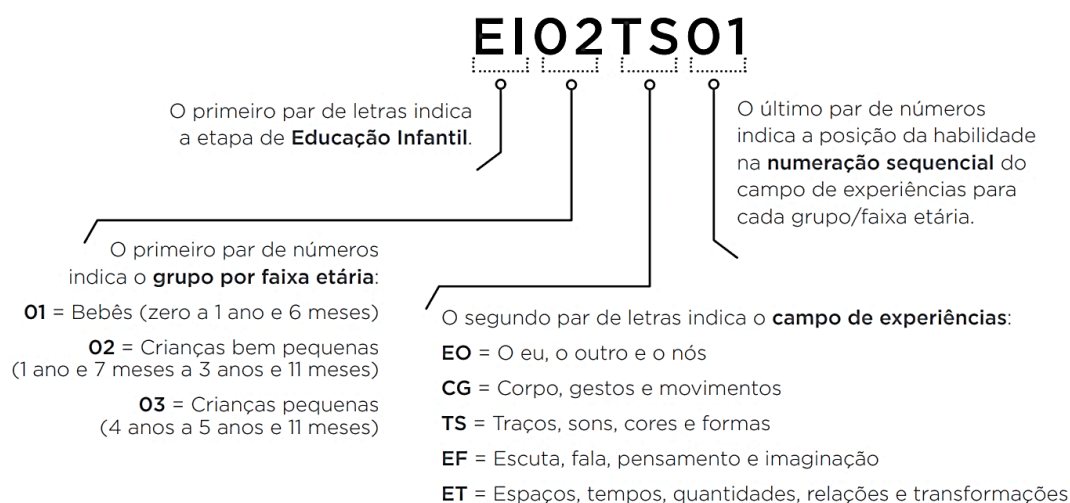 EI02TS01
O primeiro par de letras indica
a etapa de Educação Infantil.
O último par de números
indica a posição da habilidade
na numeração sequencial do
campo de experiências para
cada grupo/faixa etária.
O primeiro par de números
indica o grupo por faixa etária:
01 = Bebês (zero a 1 ano e 6 meses)
02 = Crianças bem pequenas
(1 ano e 7 meses a 3 anos e 11 meses)
03 = Crianças pequenas
(4 anos a 5 anos e 11 meses)
O segundo par de letras indica o campo de experiências:
EO = O eu, o outro e o nós
CG = Corpo, gestos e movimentos
TS = Traços, sons, cores e formas
EF = Escuta, fala, pensamento e imaginação
ET = Espaços, tempos, quantidades, relações e transformações